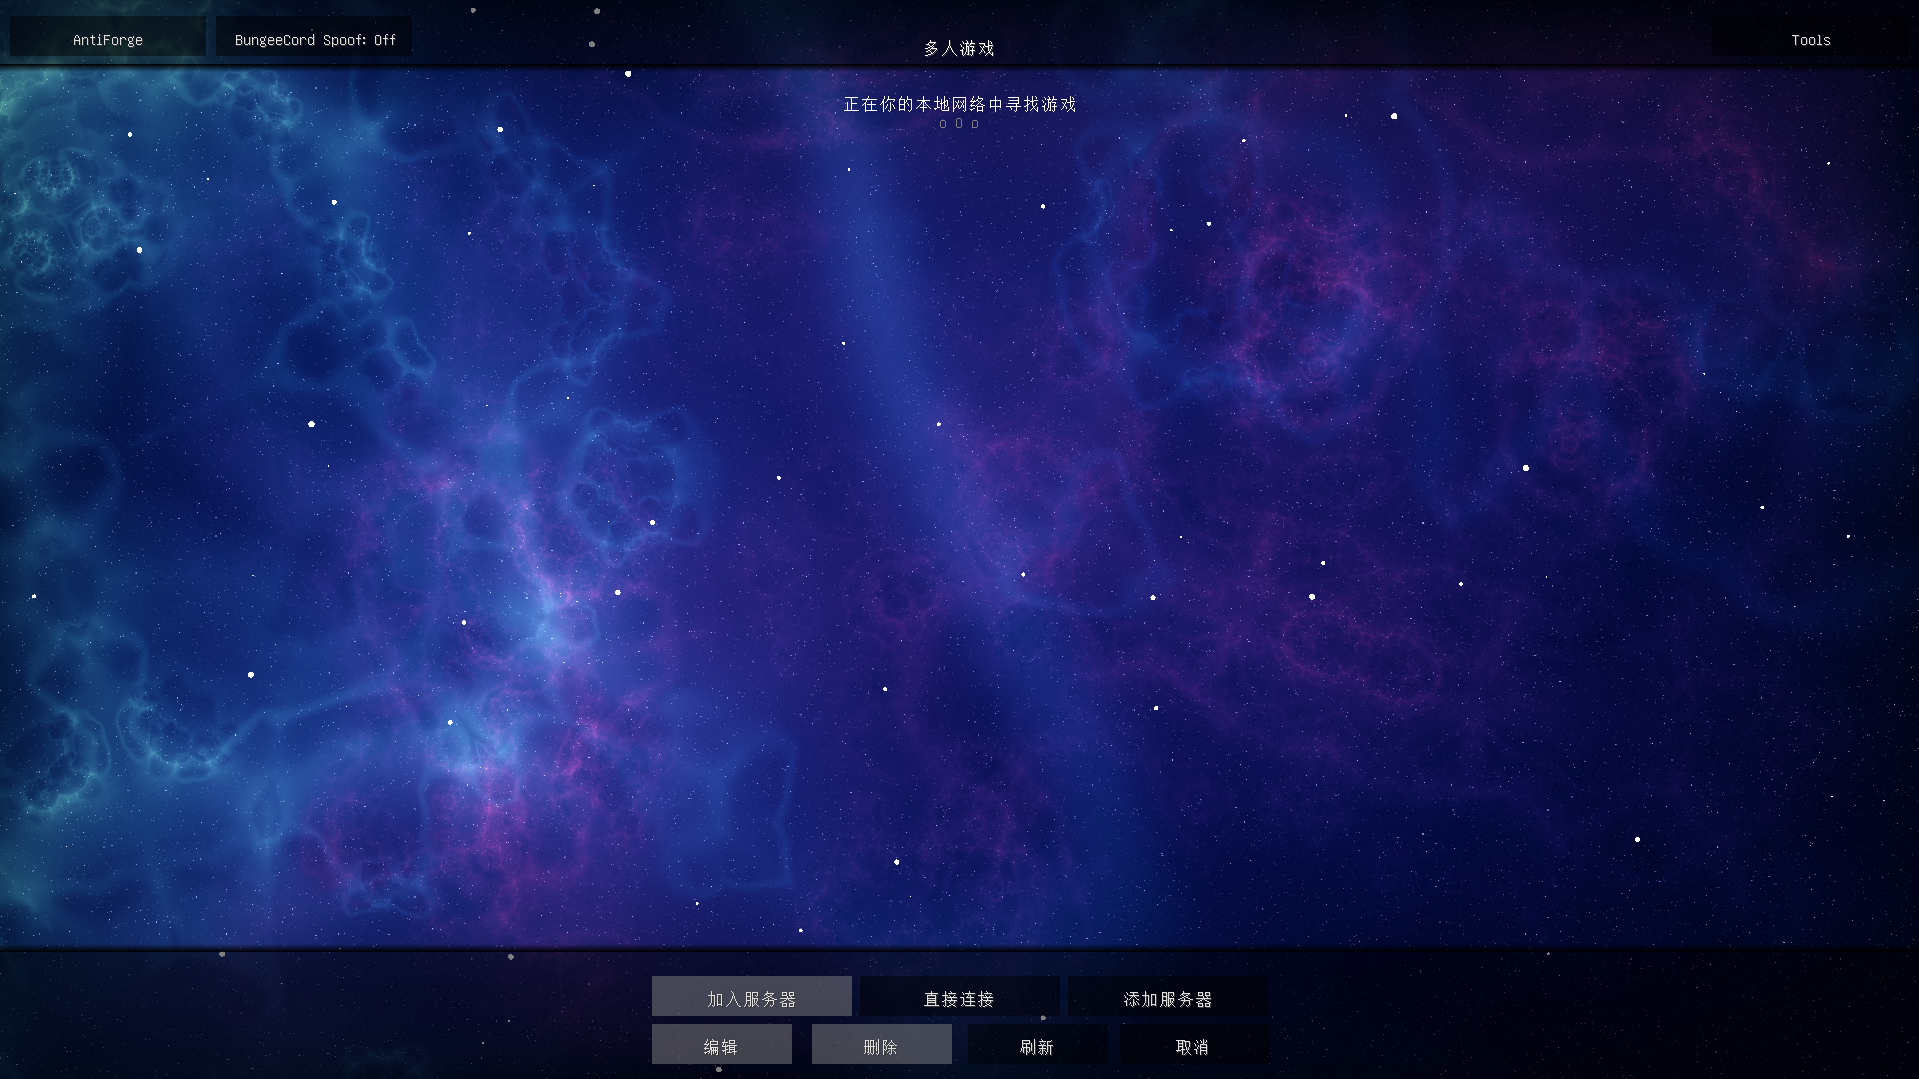 AntiForge
BungeeCord Spoof: Off
多人游戏
Tools
正在你的本地网络中寻找游戏
o O o
加入服务器
直接连接
添加服务器
编辑
删除
刷新
取消